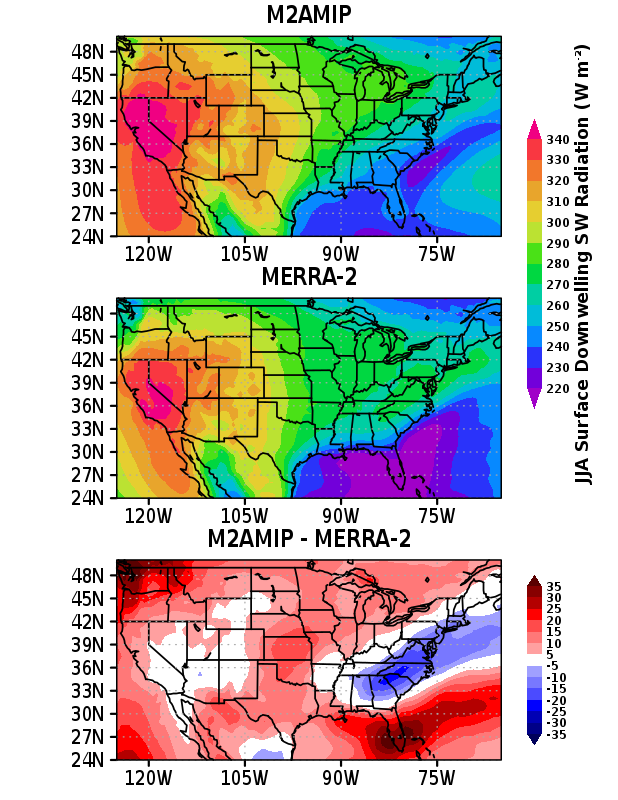 M2AMIP
48N
45N
42N
39N
36N
33N
30N
27N
24N
120W 105W 90W 75W
MERRA-2
48N
45N
42N
39N
36N
33N
30N
27N
24N
120W 105W 90W 75W
M2AMIP - MERRA-2
48N
45N
42N
39N
36N
33N
30N
27N
24N
120W 105W 90W 75W
340
330
320
310
300
290
280
270
260
250
240
230
220
JJA Surface Downwelling SW Radiation (W m⁻²)
35
30
25
20
15
10
5
-5
-10
-15
-20
-25
-30
-35